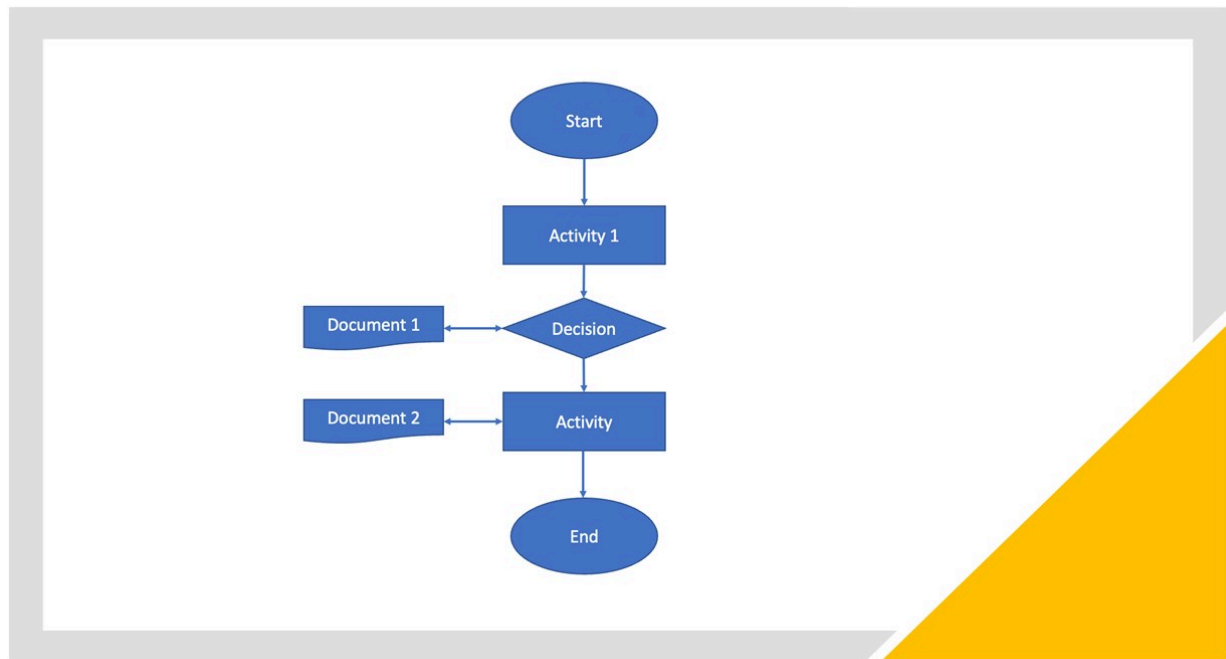 Start
Activity 1
Document 1
Decision
Document 2
Activity
End